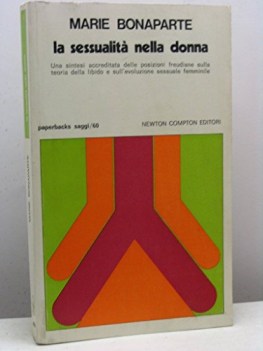 MARIE BONAPARTE
la sessualità nella donna
Una sintesi accreditata delle posizioni freudiane sulla
teoria della libido e sull'evoluzione sessuale femminile
paperbacks saggi/60
NEWTON COMPTON EDITORI